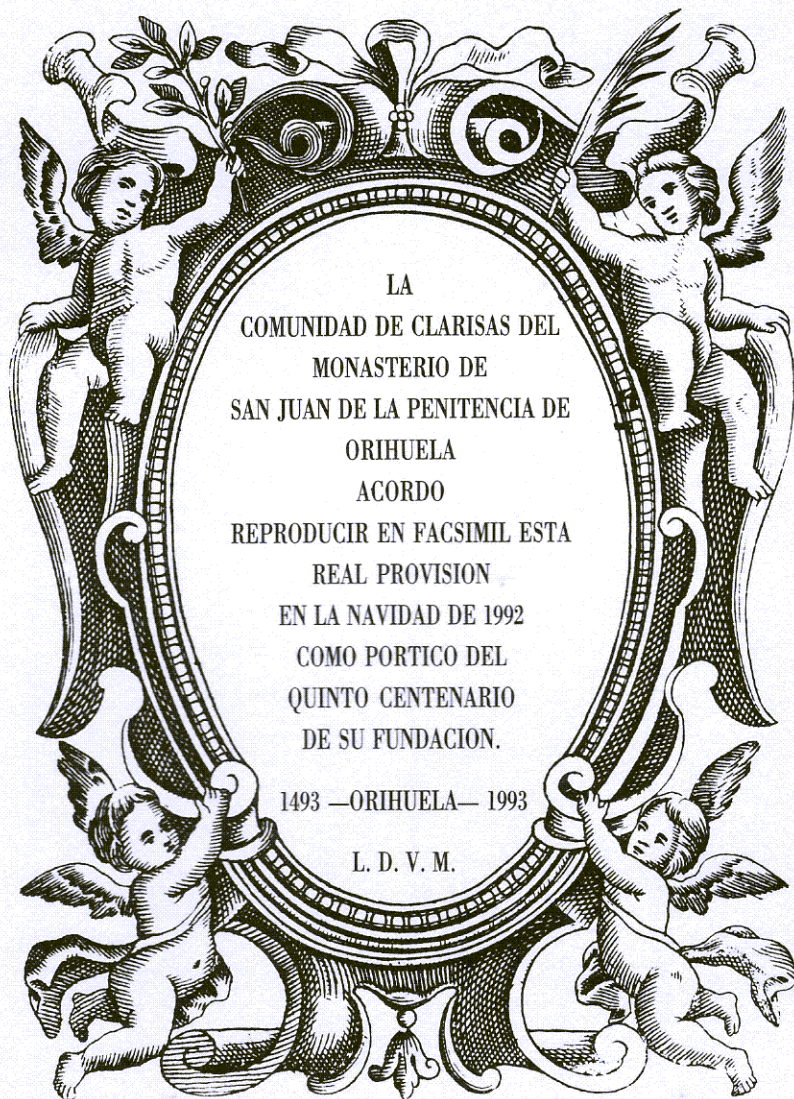 LA
COMUNIDAD DE CLARISAS DEL
MONASTERIO DE
SAN JUAN DE LA PENITENCIA DE
ORIHUELA
ACORDO
REPRODUCIR EN FACSIMIL ESTA
REAL PROVISION
EN LA NAVIDAD DE 1992
COMO PORTICO DEL
QUINTO CENTENARIO
DE SU FUNDACION.
1493 —ORIHUELA— 1993
L. D. V. M.